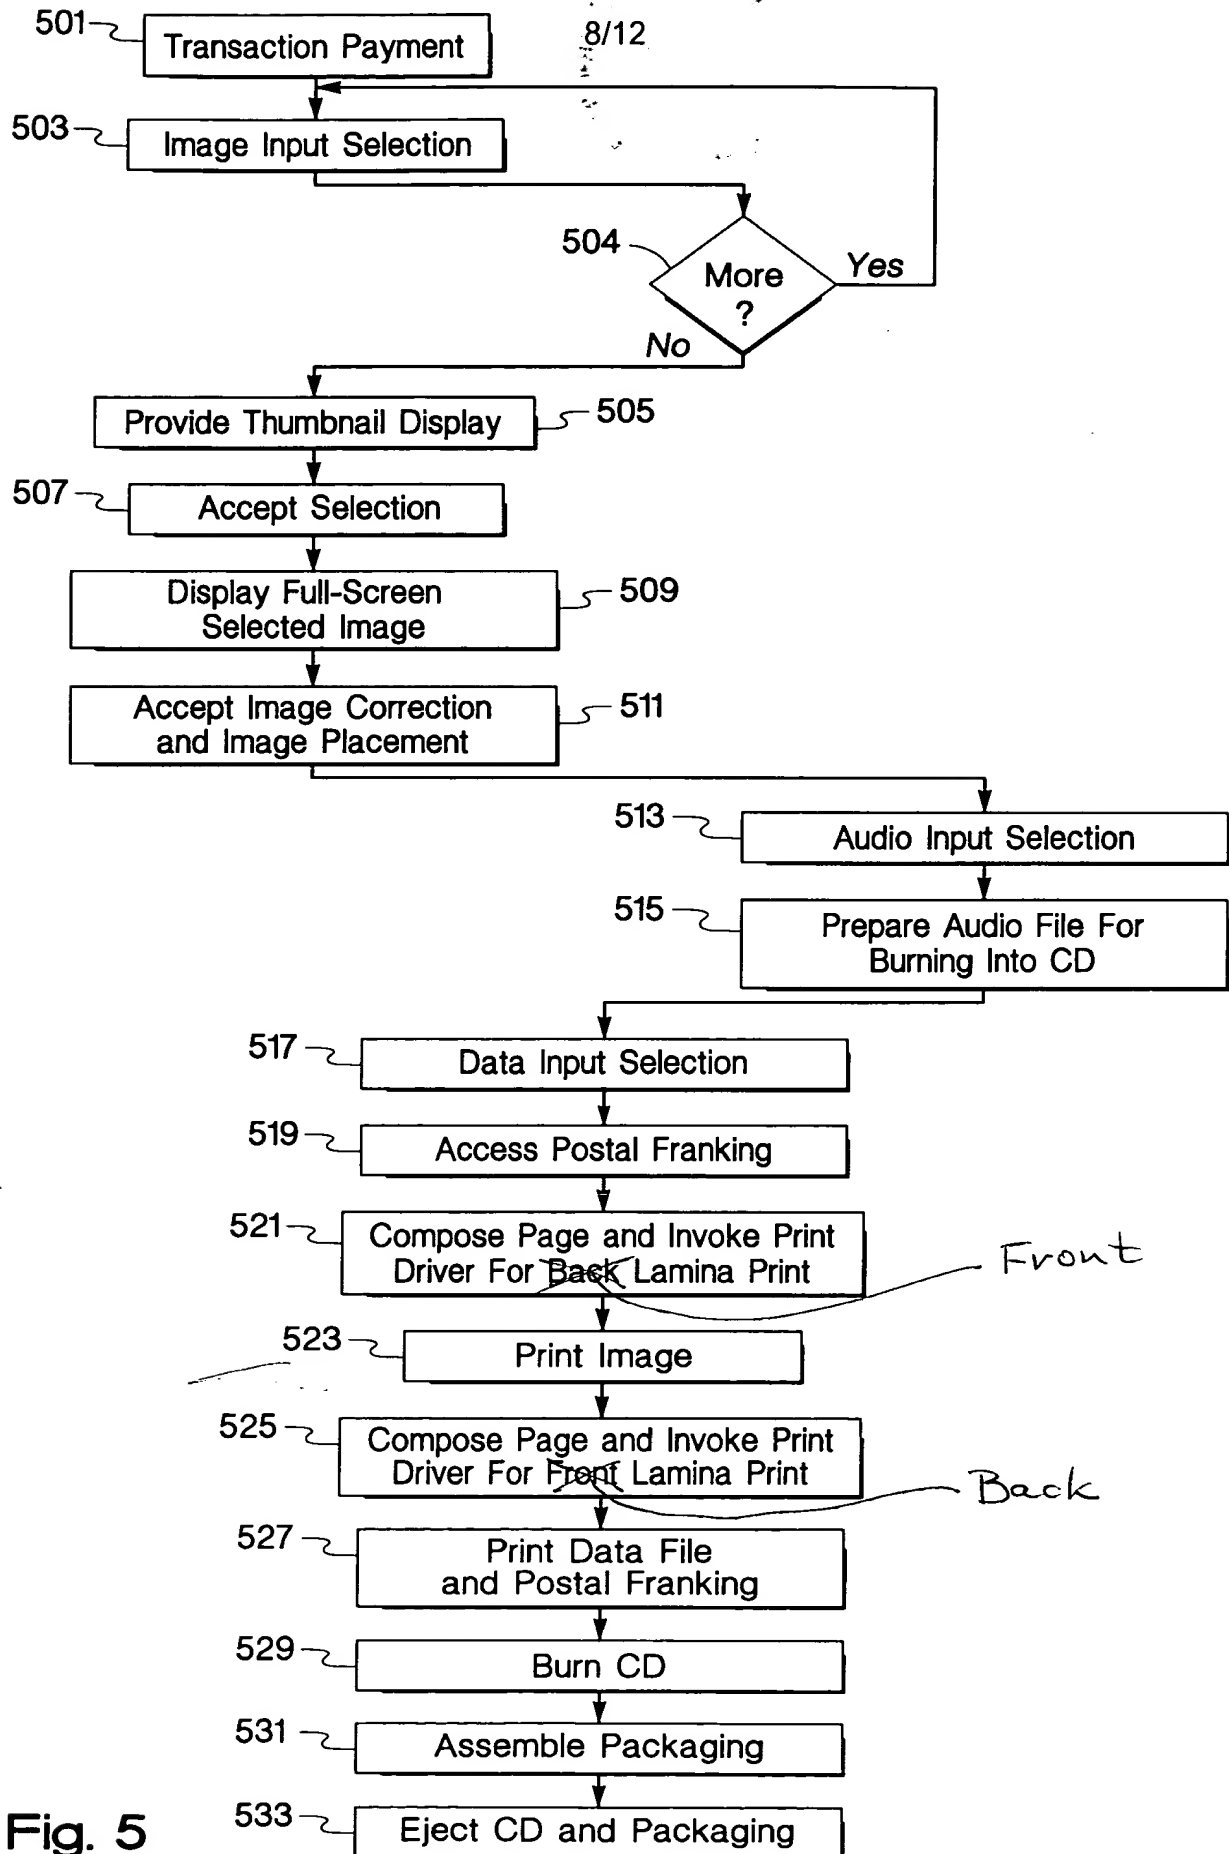 8/12
501
Transaction Payment
503
Image Input Selection
504
More
?
Yes
No
Provide Thumbnail Display
505
507
Accept Selection
Display Full-Screen
Selected Image
509
Accept Image Correction
and Image Placement
511
513
Audio Input Selection
515
Prepare Audio File For
Burning Into CD
517
Data Input Selection
519
Access Postal Franking
521
Compose Page and Invoke Print
Driver For Back Lamina Print
Front
523
Print Image
525
Compose Page and Invoke Print
Driver For Front Lamina Print
Back
527
Print Data File
and Postal Franking
529
Burn CD
531
Assemble Packaging
533
Eject CD and Packaging
Fig. 5